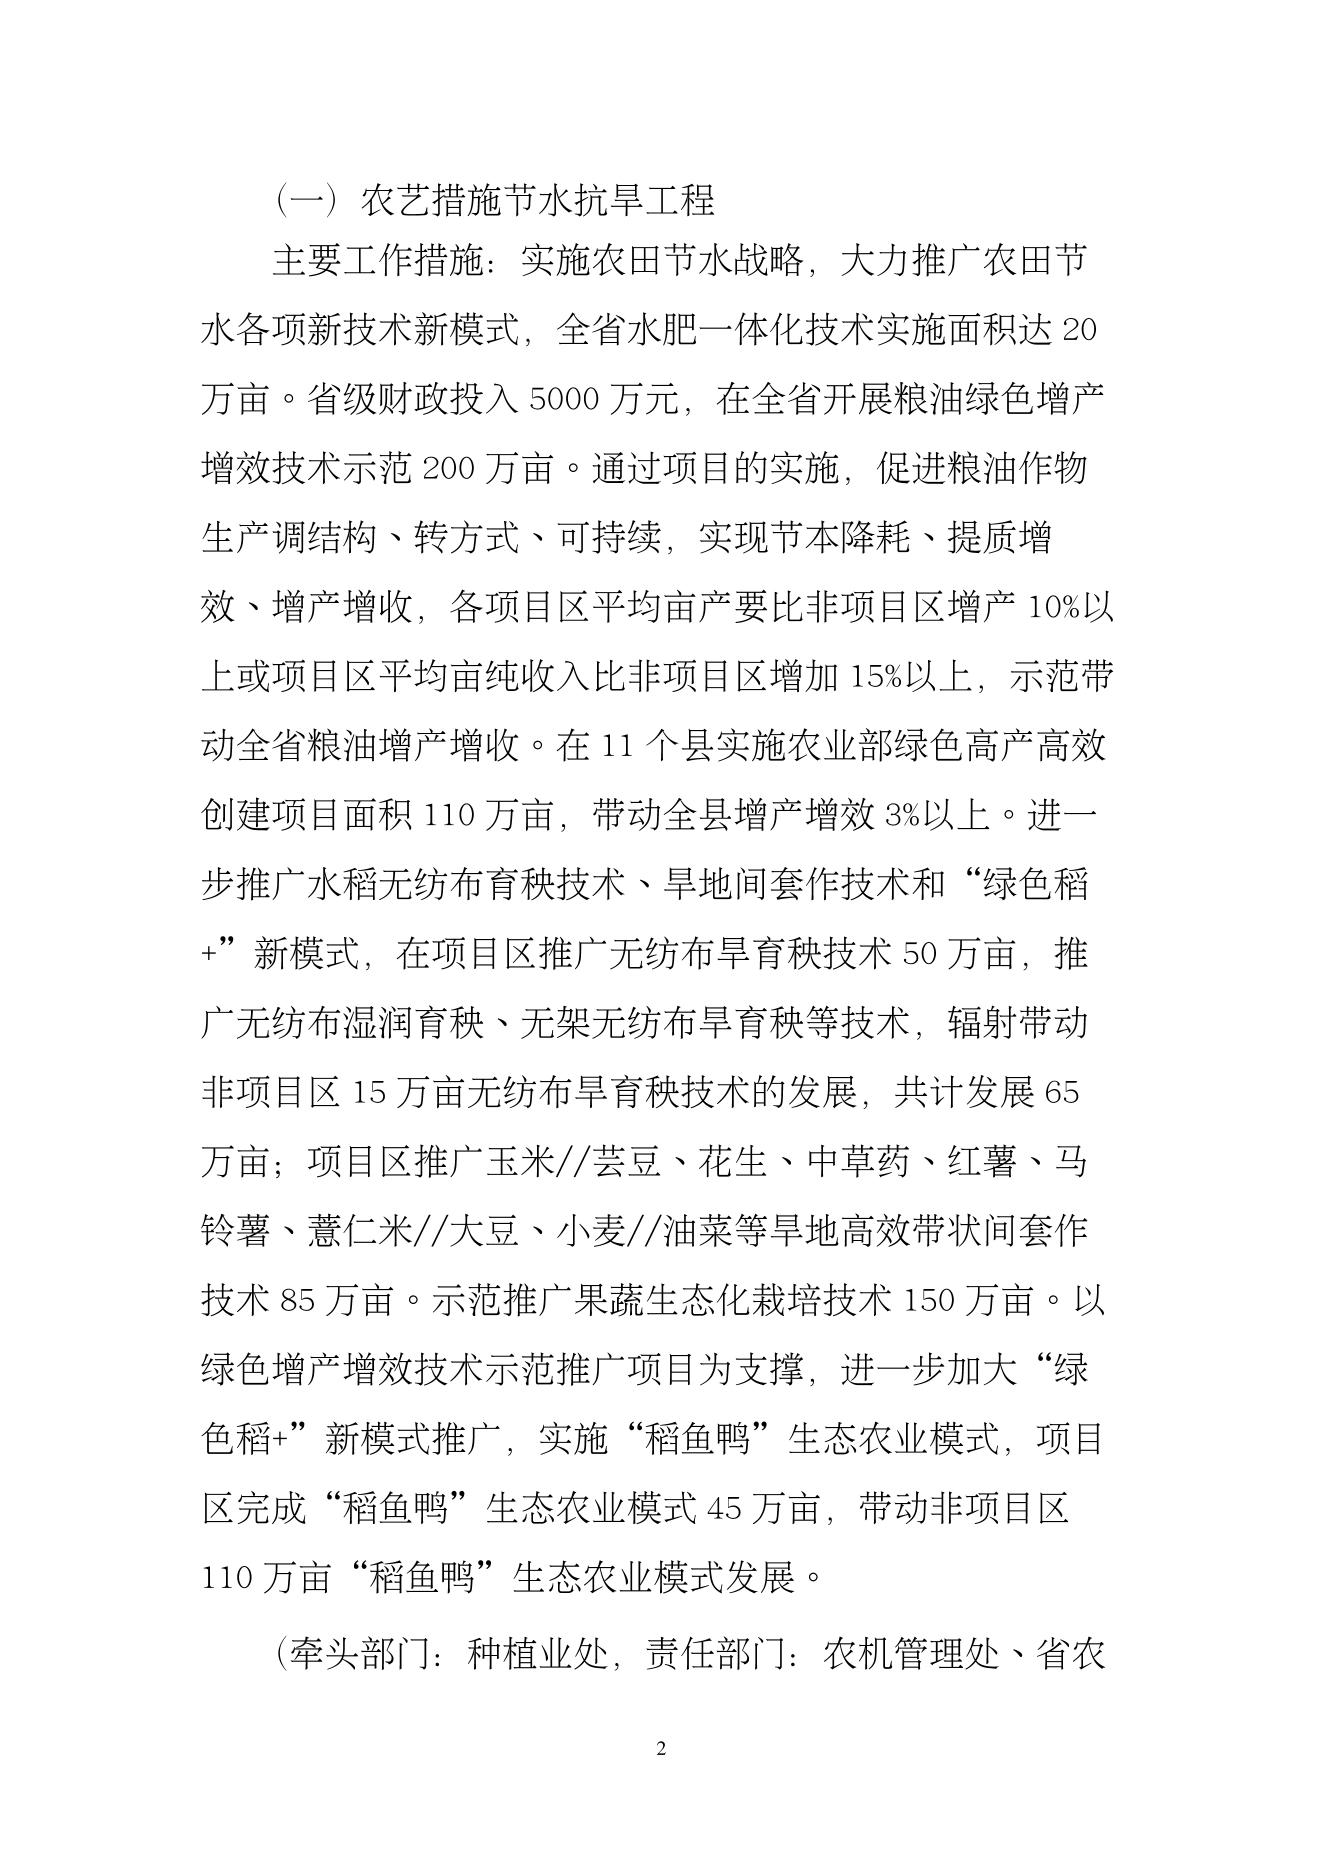 （一）农艺措施节水抗旱工程
主要工作措施：实施农田节水战略，大力推广农田节
水各项新技术新模式，全省水肥一体化技术实施面积达 20
万亩。省级财政投入 5000 万元，在全省开展粮油绿色增产
增效技术示范 200 万亩。通过项目的实施，促进粮油作物
生产调结构、转方式、可持续，实现节本降耗、提质增
效、增产增收，各项目区平均亩产要比非项目区增产 10%以
上或项目区平均亩纯收入比非项目区增加 15%以上，示范带
动全省粮油增产增收。在 11 个县实施农业部绿色高产高效
创建项目面积 110 万亩，带动全县增产增效 3%以上。进一
步推广水稻无纺布育秧技术、旱地间套作技术和“绿色稻
+”新模式，在项目区推广无纺布旱育秧技术 50 万亩，推
广无纺布湿润育秧、无架无纺布旱育秧等技术，辐射带动
非项目区 15 万亩无纺布旱育秧技术的发展，共计发展 65
万亩；项目区推广玉米//芸豆、花生、中草药、红薯、马
铃薯、薏仁米//大豆、小麦//油菜等旱地高效带状间套作
技术 85 万亩。示范推广果蔬生态化栽培技术 150 万亩。以
绿色增产增效技术示范推广项目为支撑，进一步加大“绿
色稻+”新模式推广，实施“稻鱼鸭”生态农业模式，项目
区完成“稻鱼鸭”生态农业模式 45 万亩，带动非项目区
110 万亩“稻鱼鸭”生态农业模式发展。
（牵头部门：种植业处，责任部门：农机管理处、省农
2